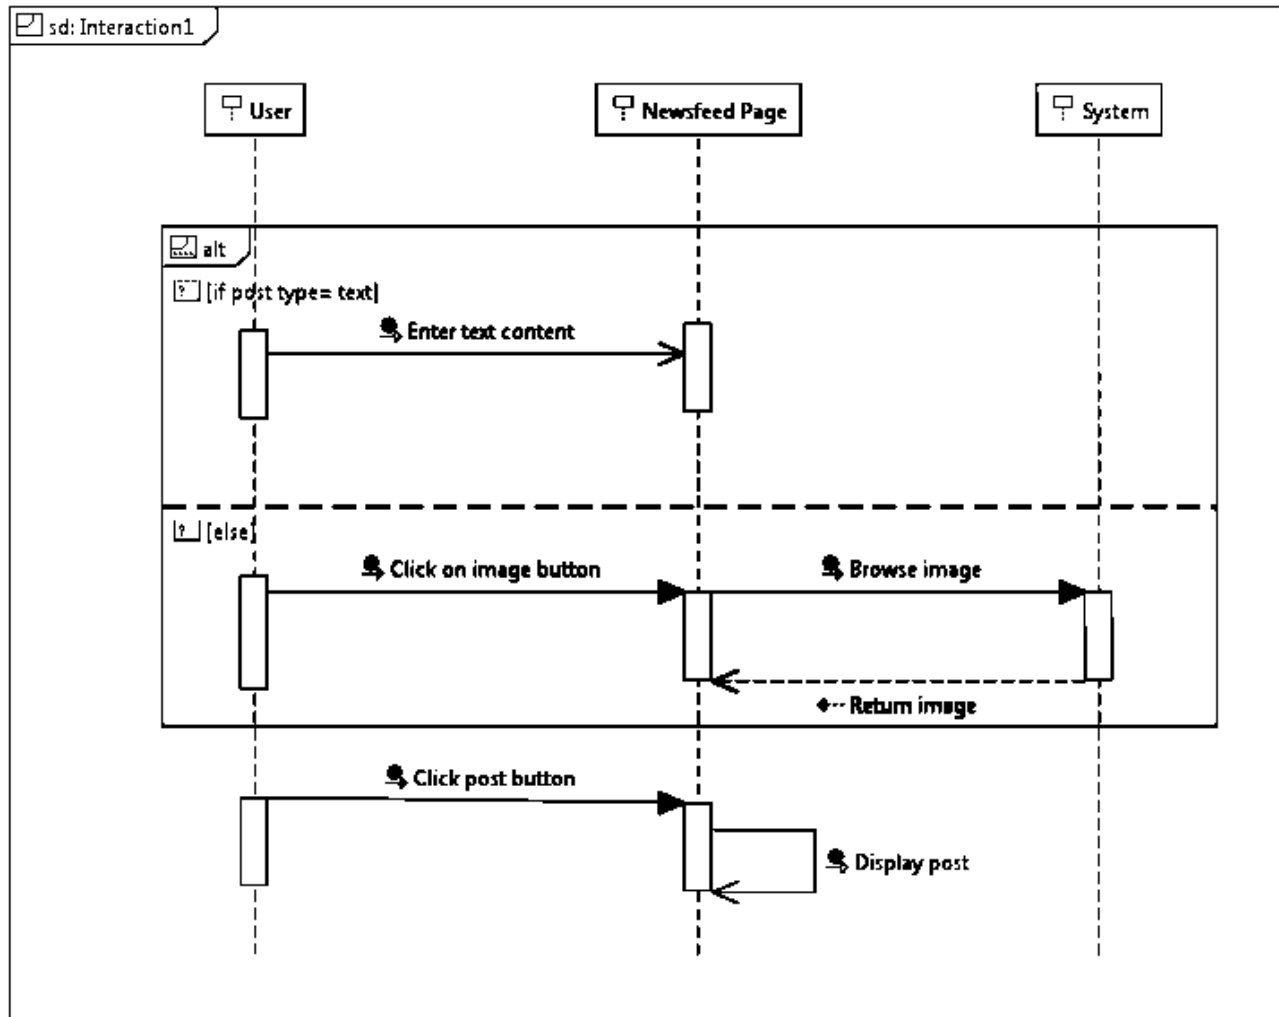 sd: Interaction1
User
Newsfeed Page
System
alt
[if post type= text]
Enter text content
[else]
Click on image button
Browse image
Return image
Click post button
Display post